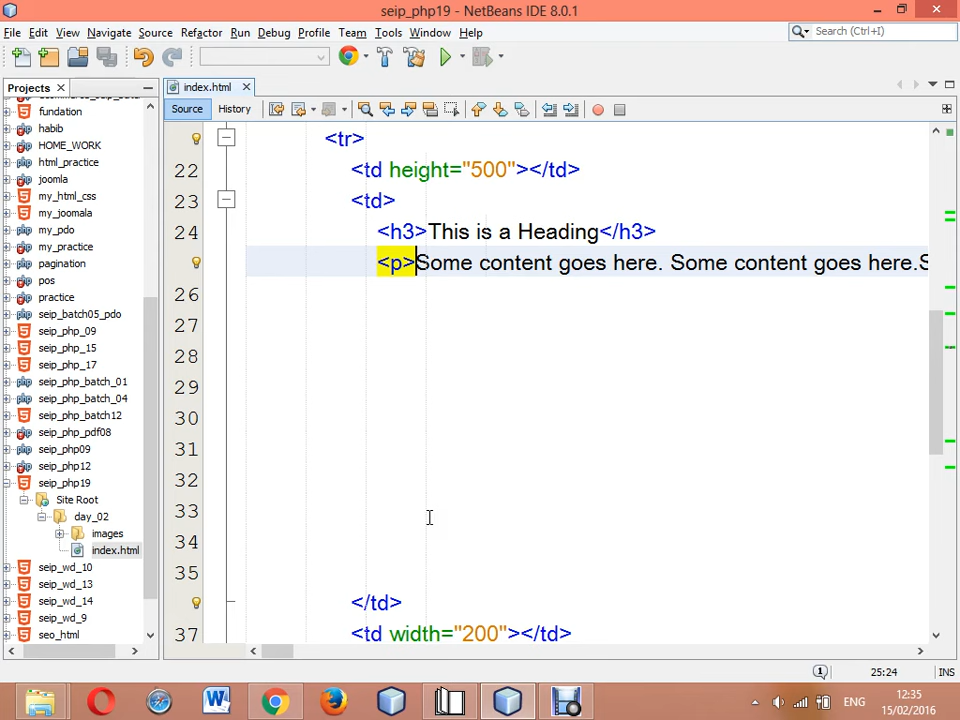 seip_php19 - NetBeans IDE 8.0.1
File Edit View Navigate Source Refactor Run Debug Profile Team Tools Window Help
Search (Ctrl+I)
Projects
index.html
Source History
fundation
habib
HOME_WORK
html_practice
joomla
my_html_css
my_joomala
my_pdo
my_practice
pagination
pos
practice
seip_batch05_pdo
seip_php_09
seip_php_15
seip_php_17
seip_php_batch_01
seip_php_batch_04
seip_php_batch12
seip_php_pdf08
seip_php09
seip_php12
seip_php19
Site Root
day_02
images
index.html
seip_wd_10
seip_wd_13
seip_wd_14
seip_wd_9
seo_html
<tr>
22 <td height="500"></td>
23 <td>
24 <h3>This is a Heading</h3>
<p>Some content goes here. Some content goes here.S
26
27
28
29
30
31
32
33
34
35
</td>
37 <td width="200"></td>
25:24 INS
ENG
12:35
15/02/2016